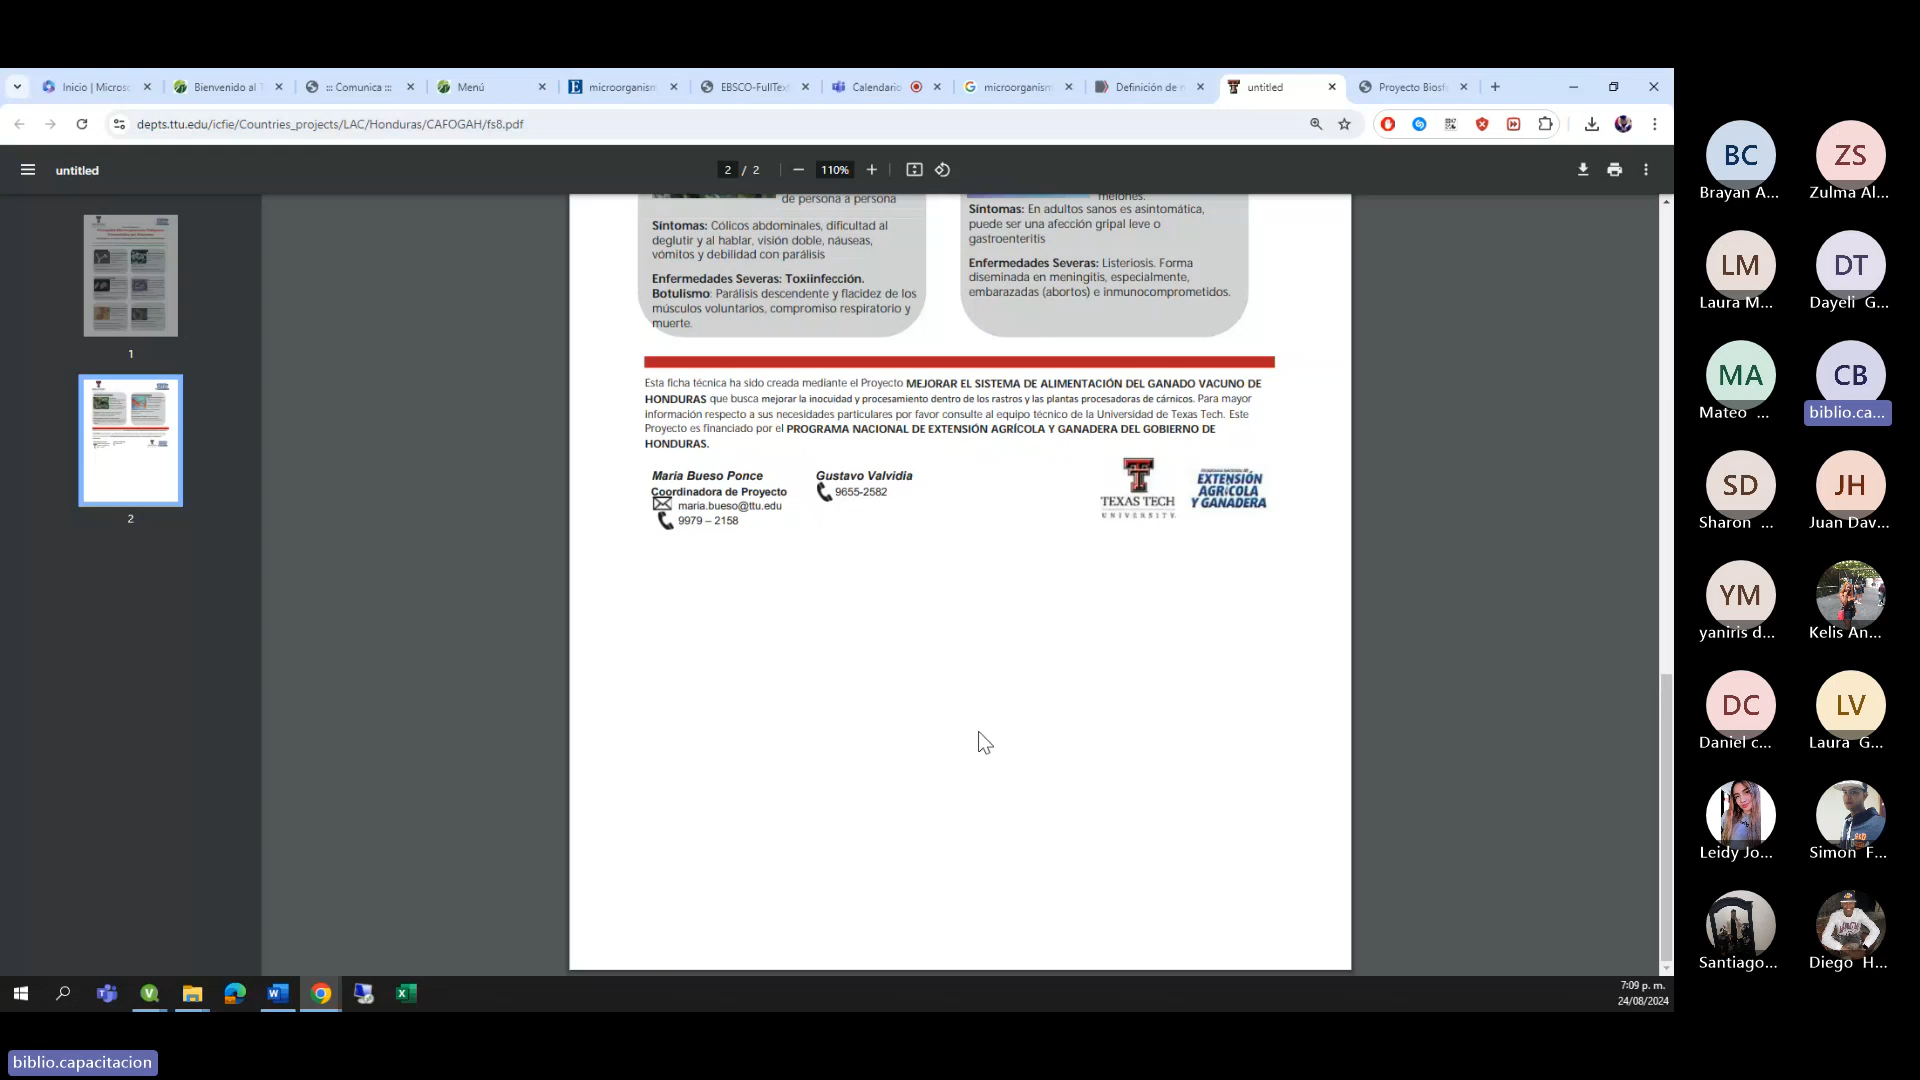 Inicio | Micros
Bienvenido al T
::: Comunica :::
Menú
microorganism
EBSCO-FullTex
Calendario
microorganism
Definición de
untitled
Proyecto Biosf
depts.ttu.edu/icfie/Countries_projects/LAC/Honduras/CAFOGAH/fs8.pdf
untitled
2 / 2
110%
1
2
de persona a persona
Síntomas: Cólicos abdominales, dificultad al
deglutir y al hablar, visión doble, náuseas,
vómitos y debilidad con parálisis
Enfermedades Severas: Toxiinfección.
Botulismo: Parálisis descendente y flacidez de los
músculos voluntarios, compromiso respiratorio y
muerte.
melones.
Síntomas: En adultos sanos es asintomática,
puede ser una afección gripal leve o
gastroenteritis
Enfermedades Severas: Listeriosis. Forma
diseminada en meningitis, especialmente,
embarazadas (abortos) e inmunocomprometidos.
Esta ficha técnica ha sido creada mediante el Proyecto MEJORAR EL SISTEMA DE ALIMENTACIÓN DEL GANADO VACUNO DE
HONDURAS que busca mejorar la inocuidad y procesamiento dentro de los rastros y las plantas procesadoras de cárnicos. Para mayor
información respecto a sus necesidades particulares por favor consulte al equipo técnico de la Universidad de Texas Tech. Este
Proyecto es financiado por el PROGRAMA NACIONAL DE EXTENSIÓN AGRÍCOLA Y GANADERA DEL GOBIERNO DE
HONDURAS.
Maria Bueso Ponce
Coordinadora de Proyecto
maria.bueso@ttu.edu
9979 – 2158
Gustavo Valvidia
9655-2582
TEXAS TECH
UNIVERSITY.
EXTENSIÓN
AGRÍCOLA
Y GANADERA
7:09 p. m.
24/08/2024
BC
Brayan A...
ZS
Zulma Al...
LM
Laura M...
DT
Dayeli G...
MA
Mateo ...
CB
biblio.ca...
SD
Sharon ...
JH
Juan Dav...
YM
yaniris d...
Kelis An...
DC
Daniel c...
LV
Laura G...
Leidy Jo...
Simon F...
Santiago...
Diego H...
biblio.capacitacion